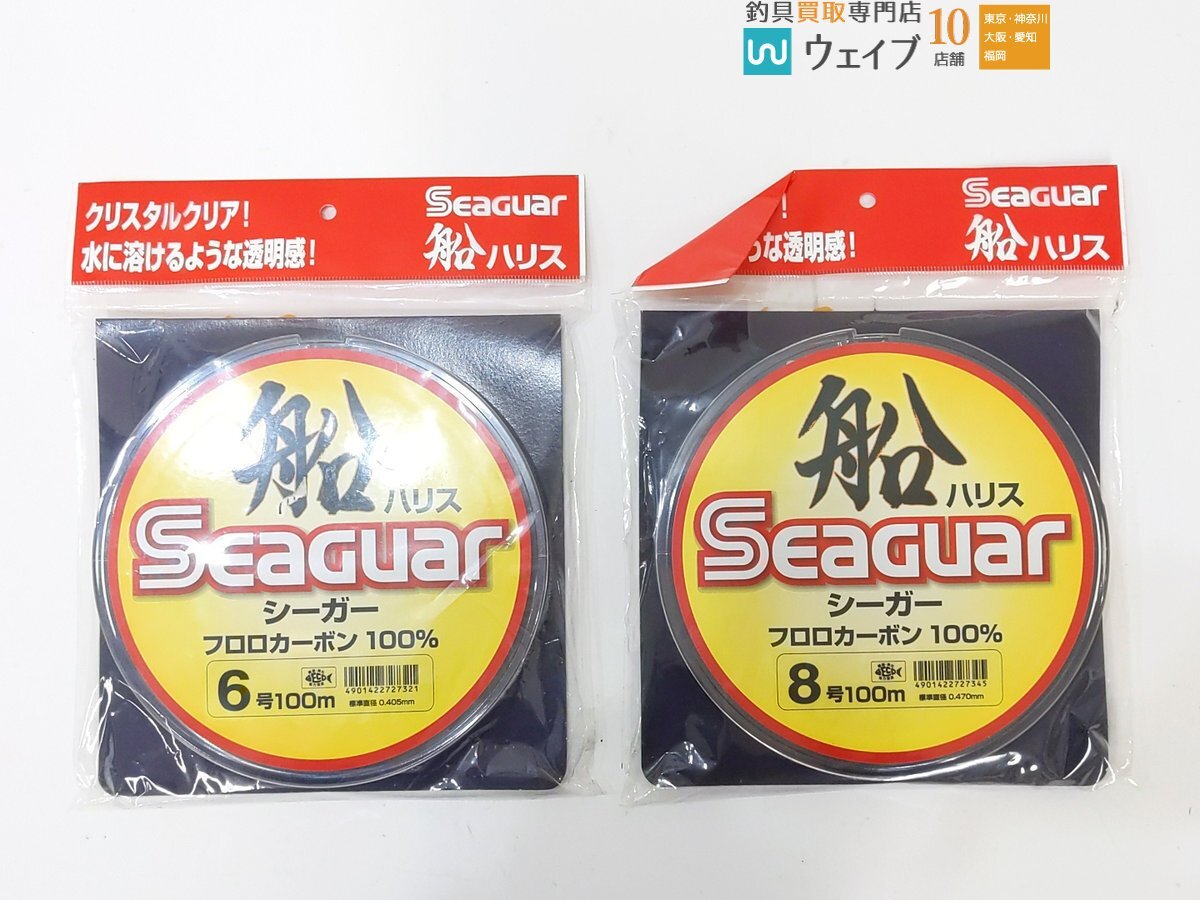 釣具買取専門店
ウェイブ
10
店舗
東京・神奈川
大阪・愛知
福岡
クリスタルクリア!
水に溶けるような透明感!
Seaguar
船ハリス
船
ハリス
Seaguar
シーガー
フロロカーボン 100%
6号100m
4901422727321
標準直径 0.405mm
!
うな透明感!
Seaguar
船ハリス
船
ハリス
Seaguar
シーガー
フロロカーボン 100%
8号100m
4901422727345
標準直径 0.470mm